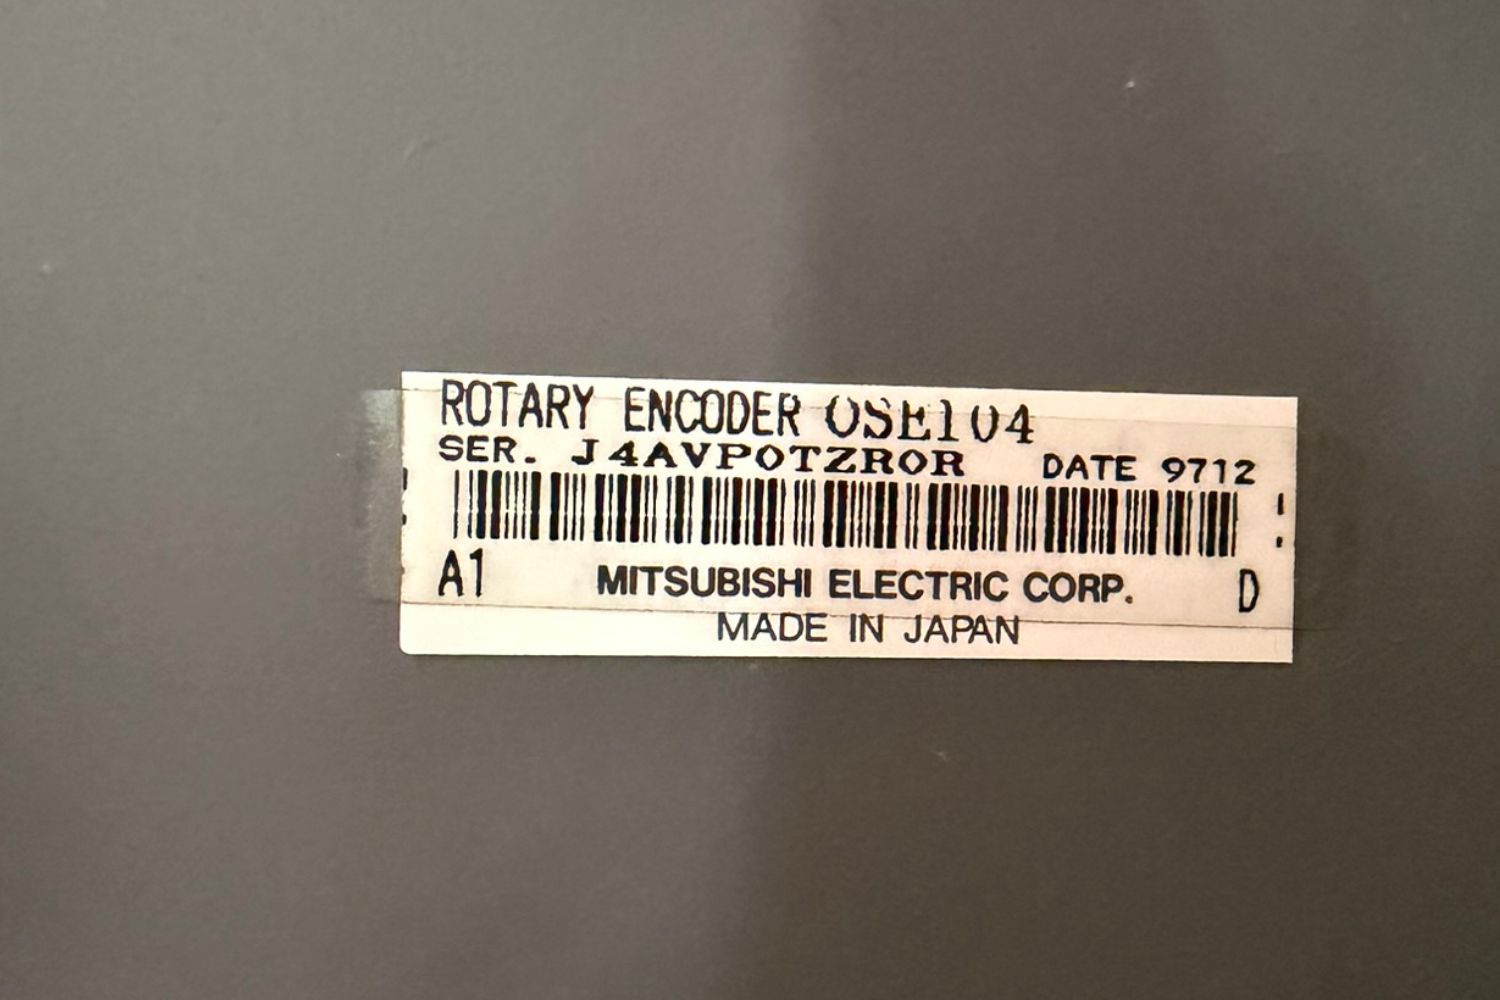 ROTARY ENCODER OSE104
SER. J4AVPOTZROR DATE 9712
A1 MITSUBISHI ELECTRIC CORP. D
MADE IN JAPAN